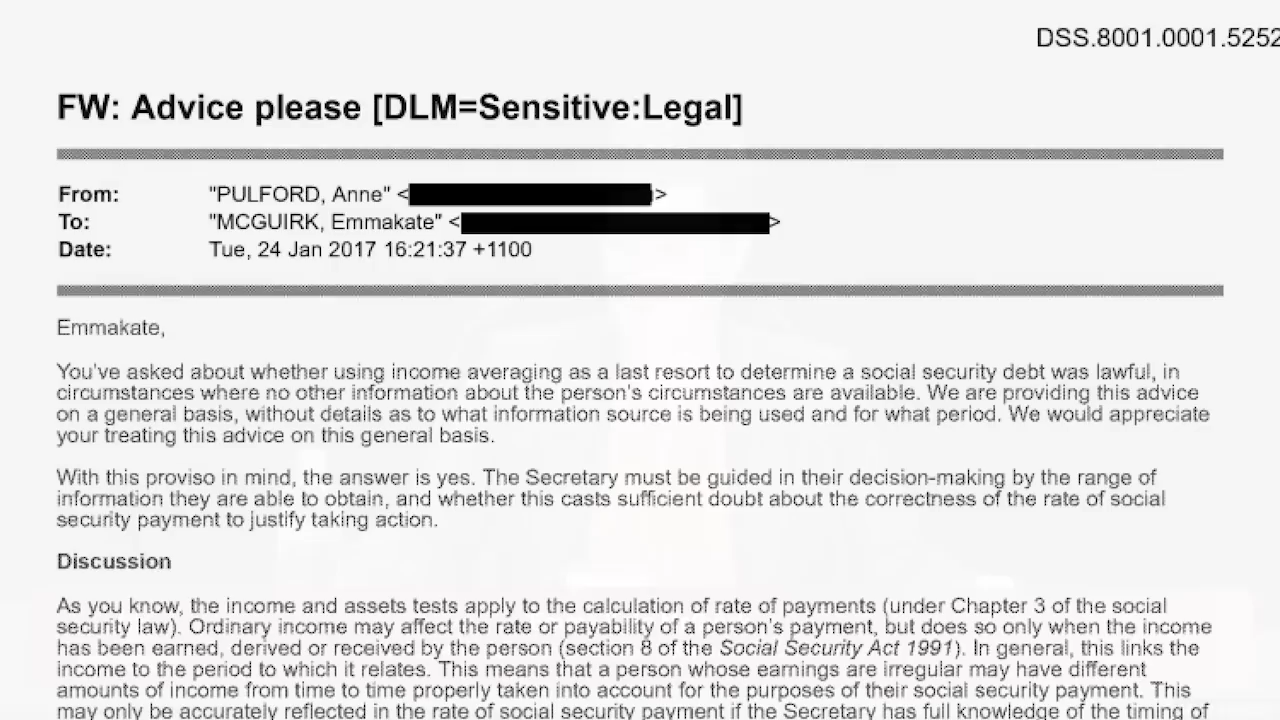 DSS.8001.0001.5252
FW: Advice please [DLM=Sensitive:Legal]
From: "PULFORD, Anne" < >
To: "MCGUIRK, Emmakate" < >
Date: Tue, 24 Jan 2017 16:21:37 +1100
Emmakate,
You've asked about whether using income averaging as a last resort to determine a social security debt was lawful, in
circumstances where no other information about the person's circumstances are available. We are providing this advice
on a general basis, without details as to what information source is being used and for what period. We would appreciate
your treating this advice on this general basis.
With this proviso in mind, the answer is yes. The Secretary must be guided in their decision-making by the range of
information they are able to obtain, and whether this casts sufficient doubt about the correctness of the rate of social
security payment to justify taking action.
Discussion
As you know, the income and assets tests apply to the calculation of rate of payments (under Chapter 3 of the social
security law). Ordinary income may affect the rate or payability of a person's payment, but does so only when the income
has been earned, derived or received by the person (section 8 of the Social Security Act 1991). In general, this links the
income to the period to which it relates. This means that a person whose earnings are irregular may have different
amounts of income from time to time properly taken into account for the purposes of their social security payment. This
may only be accurately reflected in the rate of social security payment if the Secretary has full knowledge of the timing of